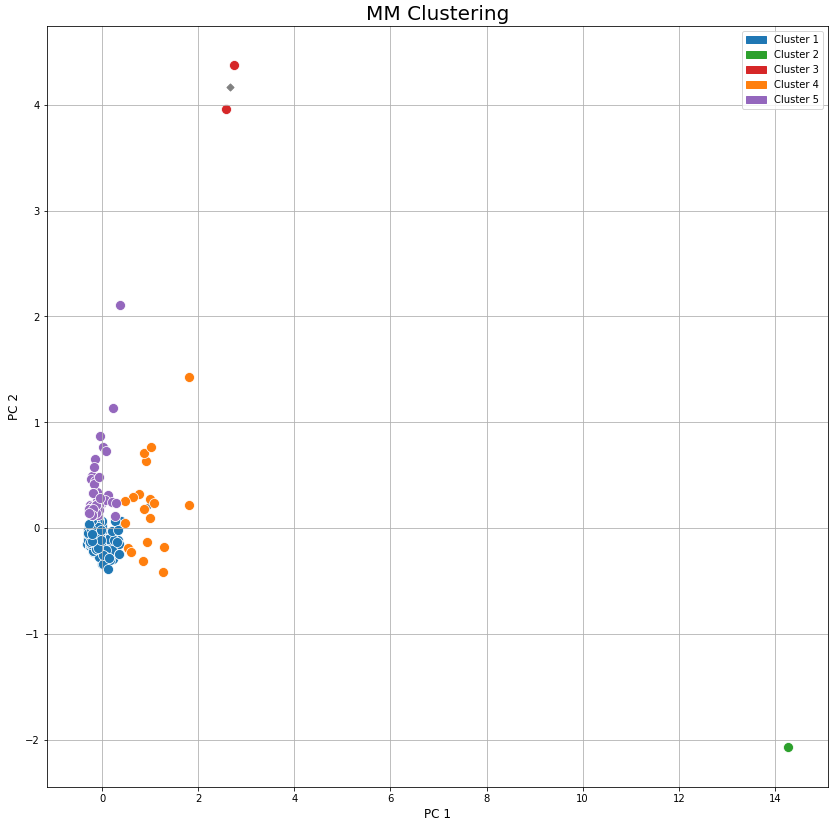 MM Clustering
Cluster 1
Cluster 2
Cluster 3
Cluster 4
Cluster 5
4
3
2
1
0
−1
−2
PC 2
0 2 4 6 8 10 12 14
PC 1